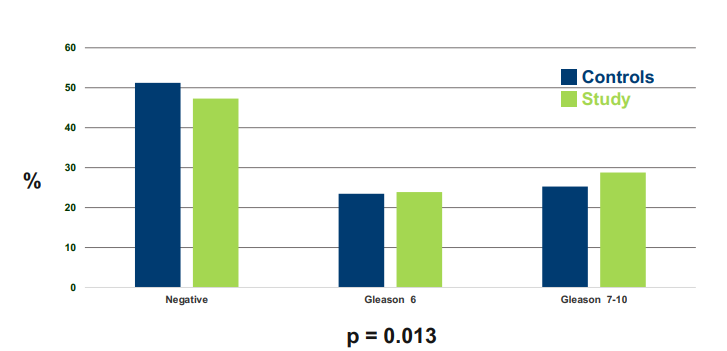 60
50
40
30
20
10
0
%
Controls
Study
Negative
Gleason 6
Gleason 7-10
p = 0.013